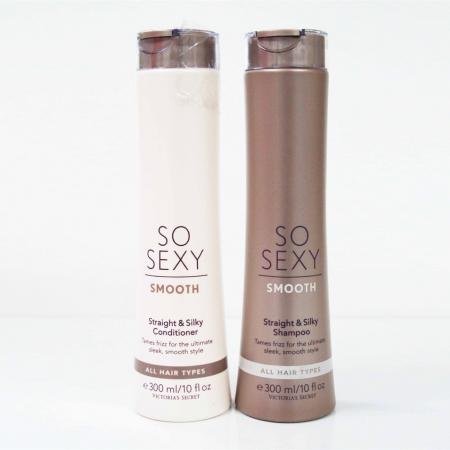 SO
SEXY
SMOOTH
Straight & Silky
Conditioner
Tames frizz for the ultimate
sleek, smooth style
ALL HAIR TYPES
e 300 ml/10 fl oz
VICTORIA'S SECRET
SO
SEXY
SMOOTH
Straight & Silky
Shampoo
Tames frizz for the ultimate
sleek, smooth style
ALL HAIR TYPES
e 300 ml/10 fl oz
VICTORIA'S SECRET